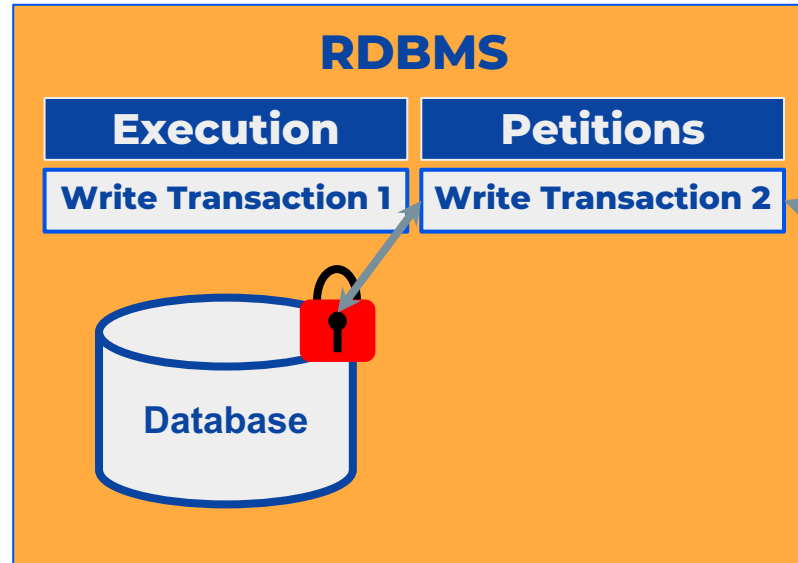 RDBMS
Execution
Petitions
Write Transaction 1
Write Transaction 2
Database